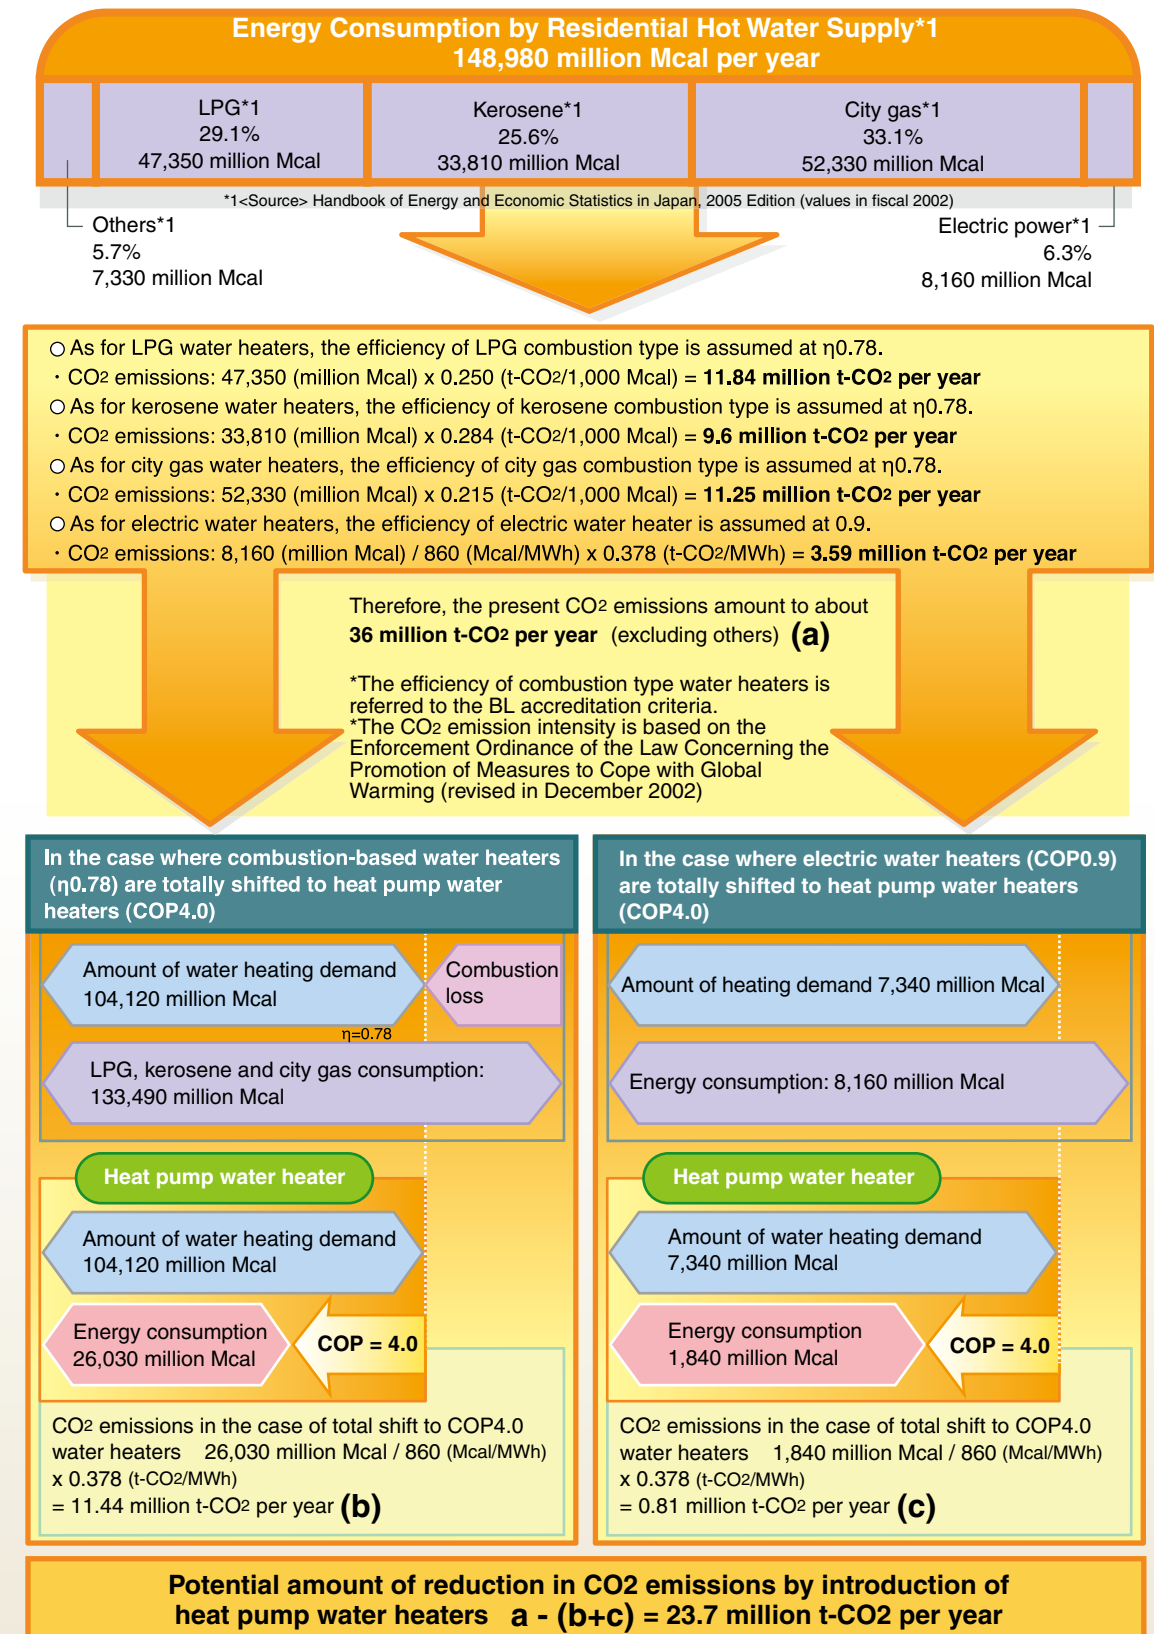 Energy Consumption by Residential Hot Water Supply*1
148,980 million Mcal per year
LPG*1
29.1%
47,350 million Mcal
Kerosene*1
25.6%
33,810 million Mcal
City gas*1
33.1%
52,330 million Mcal
*1<Source> Handbook of Energy and Economic Statistics in Japan, 2005 Edition (values in fiscal 2002)
Others*1
5.7%
7,330 million Mcal
Electric power*1
6.3%
8,160 million Mcal
○ As for LPG water heaters, the efficiency of LPG combustion type is assumed at η0.78.
・CO2 emissions: 47,350 (million Mcal) x 0.250 (t-CO2/1,000 Mcal) = 11.84 million t-CO2 per year
○ As for kerosene water heaters, the efficiency of kerosene combustion type is assumed at η0.78.
・CO2 emissions: 33,810 (million Mcal) x 0.284 (t-CO2/1,000 Mcal) = 9.6 million t-CO2 per year
○ As for city gas water heaters, the efficiency of city gas combustion type is assumed at η0.78.
・CO2 emissions: 52,330 (million Mcal) x 0.215 (t-CO2/1,000 Mcal) = 11.25 million t-CO2 per year
○ As for electric water heaters, the efficiency of electric water heater is assumed at 0.9.
・CO2 emissions: 8,160 (million Mcal) / 860 (Mcal/MWh) x 0.378 (t-CO2/MWh) = 3.59 million t-CO2 per year
Therefore, the present CO2 emissions amount to about
36 million t-CO2 per year (excluding others) (a)
*The efficiency of combustion type water heaters is
referred to the BL accreditation criteria.
*The CO2 emission intensity is based on the
Enforcement Ordinance of the Law Concerning the
Promotion of Measures to Cope with Global
Warming (revised in December 2002)
In the case where combustion-based water heaters
(η0.78) are totally shifted to heat pump water
heaters (COP4.0)
Amount of water heating demand
104,120 million Mcal
Combustion
loss
η=0.78
LPG, kerosene and city gas consumption:
133,490 million Mcal
Heat pump water heater
Amount of water heating demand
104,120 million Mcal
Energy consumption
26,030 million Mcal
COP = 4.0
CO2 emissions in the case of total shift to COP4.0
water heaters 26,030 million Mcal / 860 (Mcal/MWh)
x 0.378 (t-CO2/MWh)
= 11.44 million t-CO2 per year (b)
In the case where electric water heaters (COP0.9)
are totally shifted to heat pump water heaters
(COP4.0)
Amount of heating demand 7,340 million Mcal
Energy consumption: 8,160 million Mcal
Heat pump water heater
Amount of water heating demand
7,340 million Mcal
Energy consumption
1,840 million Mcal
COP = 4.0
CO2 emissions in the case of total shift to COP4.0
water heaters 1,840 million Mcal / 860 (Mcal/MWh)
x 0.378 (t-CO2/MWh)
= 0.81 million t-CO2 per year (c)
Potential amount of reduction in CO2 emissions by introduction of
heat pump water heaters a - (b+c) = 23.7 million t-CO2 per year